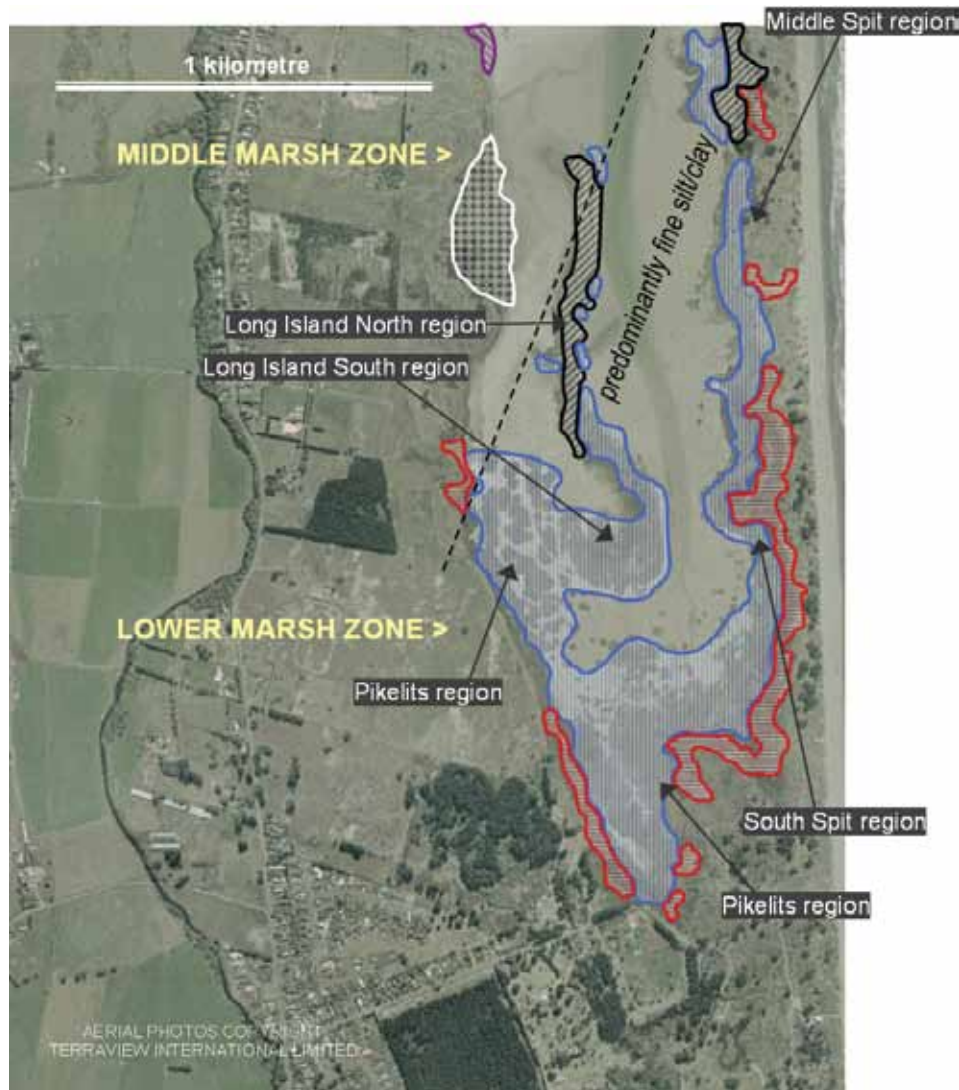 Middle Spit region
1 kilometre
MIDDLE MARSH ZONE >
predominantly fine silt/clay
Long Island North region
Long Island South region
LOWER MARSH ZONE >
Pikelits region
South Spit region
Pikelits region
AERIAL PHOTOS COPYRIGHT
TERRAVIEW INTERNATIONAL LIMITED